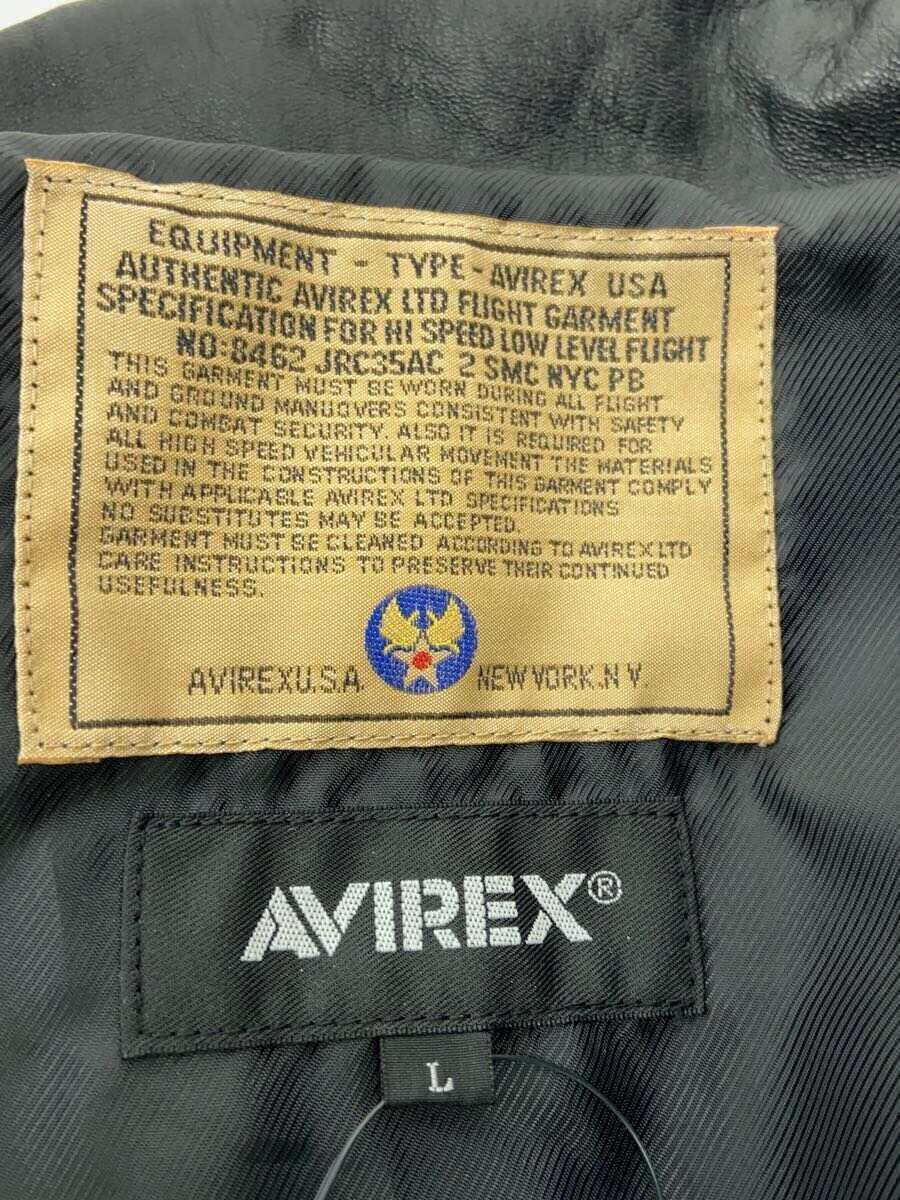 EQUIPMENT - TYPE - AVIREX USA
AUTHENTIC AVIREX LTD FLIGHT GARMENT
SPECIFICATION FOR HI SPEED LOW LEVEL FLIGHT
NO:8462 JRC35AC 2 SMC NYC PB
THIS GARMENT MUST BE WORN DURING ALL FLIGHT
AND GROUND MANUOVERS CONSISTENT WITH SAFETY
AND COMBAT SECURITY. ALSO IT IS REQUIRED FOR
ALL HIGH SPEED VEHICULAR MOVEMENT THE MATERIALS
USED IN THE CONSTRUCTIONS OF THIS GARMENT COMPLY
WITH APPLICABLE AVIREX LTD SPECIFICATIONS
NO SUBSTITUTES MAY BE ACCEPTED.
GARMENT MUST BE CLEANED ACCORDING TO AVIREX LTD
CARE INSTRUCTIONS TO PRESERVE THEIR CONTINUED
USEFULNESS.
AVIREX U.S.A. NEW YORK. N Y.
AVIREX®
L